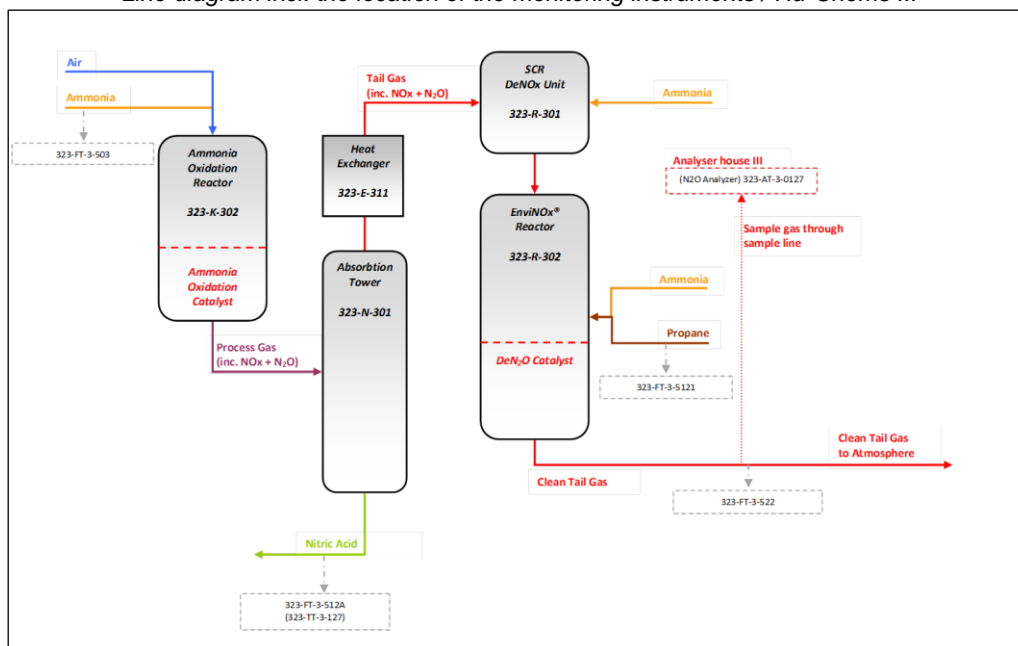 Line diagram incl. the location of the monitoring instruments /
Air
Ammonia
323-FT-3-503
Ammonia
Oxidation
Reactor
323-K-302
Ammonia
Oxidation
Catalyst
Process Gas
(inc. NOx + N₂O)
Tail Gas
(inc. NOx + N₂O)
Heat
Exchanger
323-E-311
Absorbtion
Tower
323-N-301
Nitric Acid
323-FT-3-512A
(323-TT-3-127)
SCR
DeNOx Unit
323-R-301
Ammonia
EnviNOx®
Reactor
323-R-302
DeN₂O Catalyst
Ammonia
Propane
323-FT-3-5121
Analyser house III
(N2O Analyzer) 323-AT-3-0127
Sample gas through
sample line
Clean Tail Gas
Clean Tail Gas
to Atmosphere
323-FT-3-522